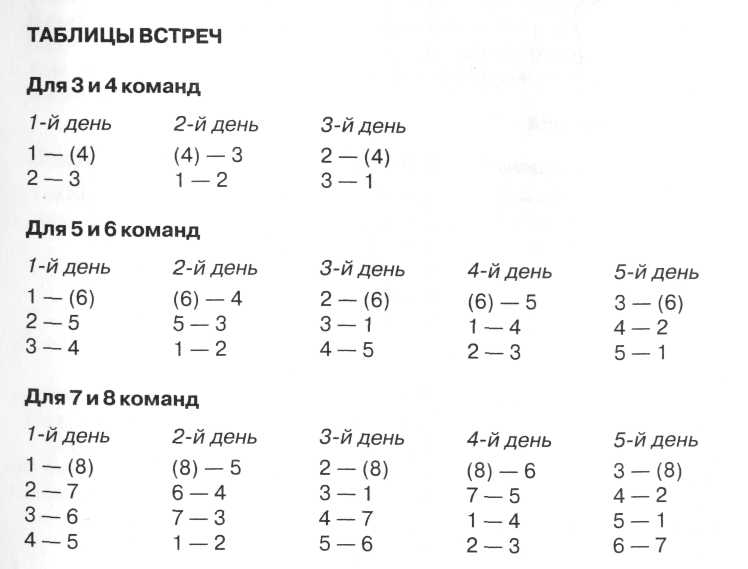 ТАБЛИЦЫ ВСТРЕЧ
Для 3 и 4 команд
1-й день 2-й день 3-й день
1 — (4) (4) — 3 2 — (4)
2 — 3 1 — 2 3 — 1
Для 5 и 6 команд
1-й день 2-й день 3-й день 4-й день 5-й день
1 — (6) (6) — 4 2 — (6) (6) — 5 3 — (6)
2 — 5 5 — 3 3 — 1 1 — 4 4 — 2
3 — 4 1 — 2 4 — 5 2 — 3 5 — 1
Для 7 и 8 команд
1-й день 2-й день 3-й день 4-й день 5-й день
1 — (8) (8) — 5 2 — (8) (8) — 6 3 — (8)
2 — 7 6 — 4 3 — 1 7 — 5 4 — 2
3 — 6 7 — 3 4 — 7 1 — 4 5 — 1
4 — 5 1 — 2 5 — 6 2 — 3 6 — 7